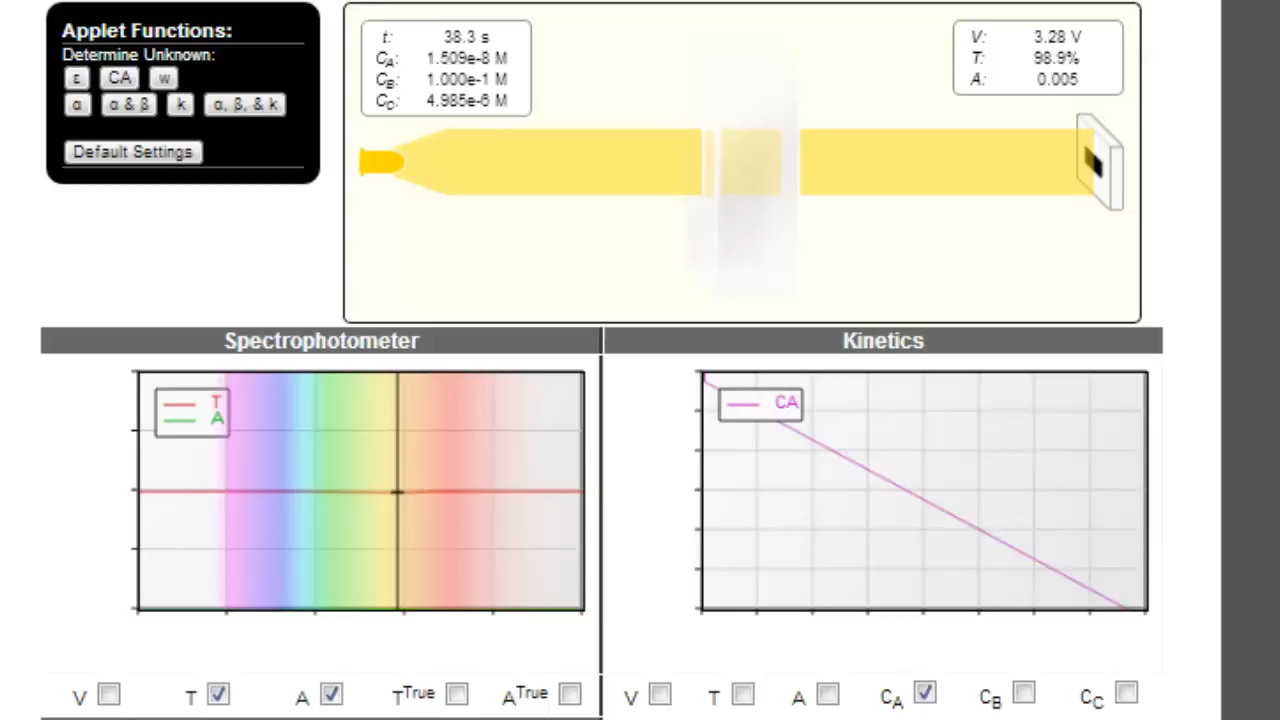 Applet Functions:
Determine Unknown:
ε CA w
α α & β k α, β, & k
Default Settings
t: 38.3 s
CA: 1.509e-8 M
CB: 1.000e-1 M
CC: 4.985e-6 M
V: 3.28 V
T: 98.9%
A: 0.005
Spectrophotometer
Kinetics
T
A
CA
V T A TTrue ATrue
V T A CA CB CC